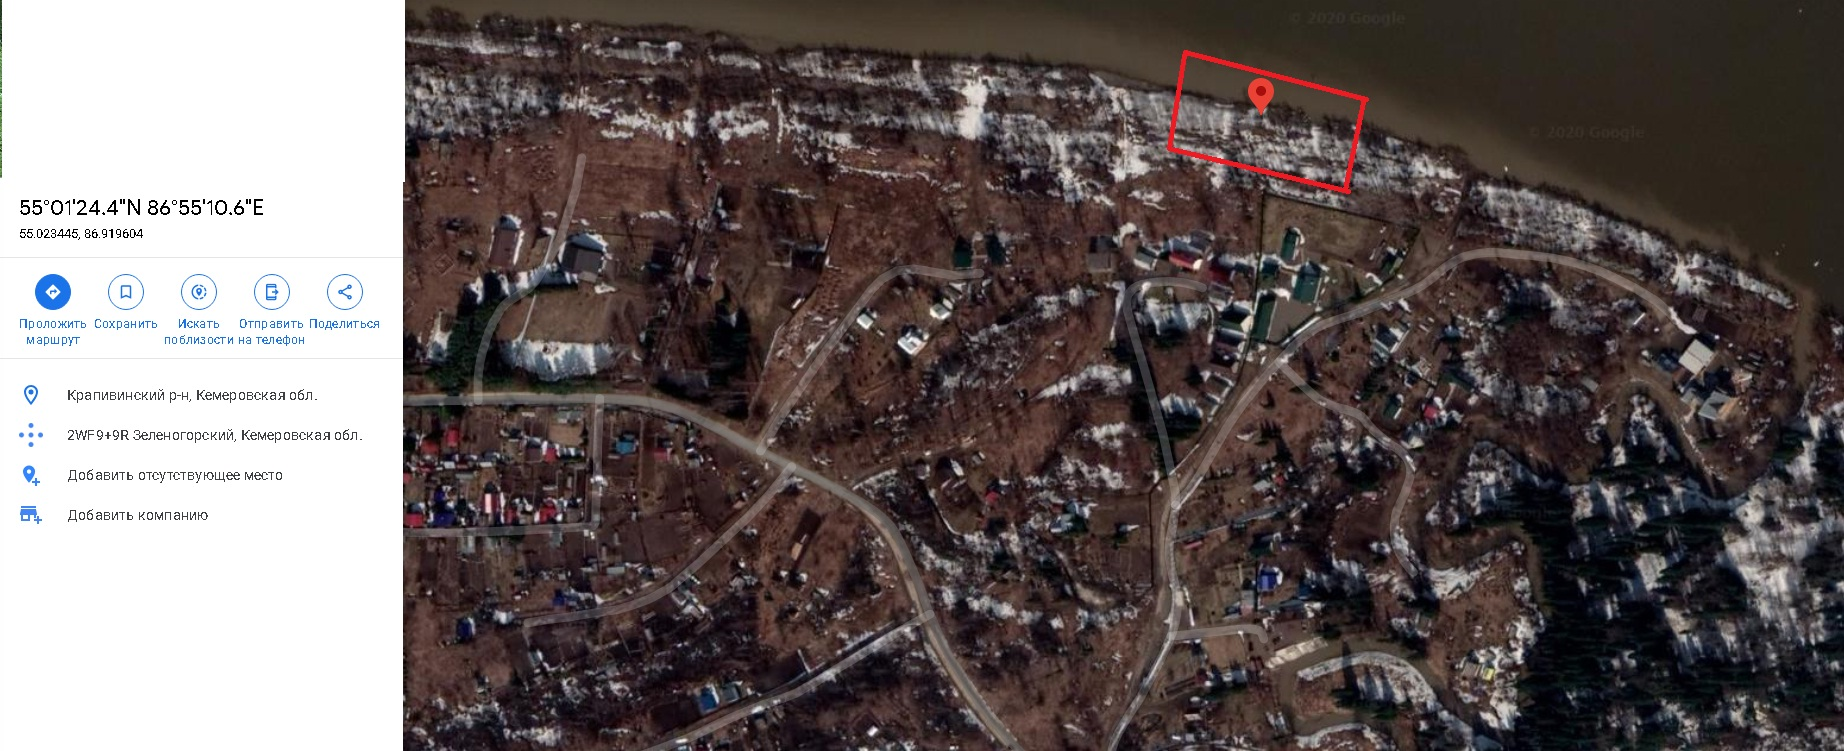 © 2020 Google
© 2020 Google
55°01'24.4"N 86°55'10.6"E
55.023445, 86.919604
Проложить маршрут
Сохранить
Искать поблизости
Отправить на телефон
Поделиться
Крапивинский р-н, Кемеровская обл.
2WF9+9R Зеленогорский, Кемеровская обл.
Добавить отсутствующее место
Добавить компанию